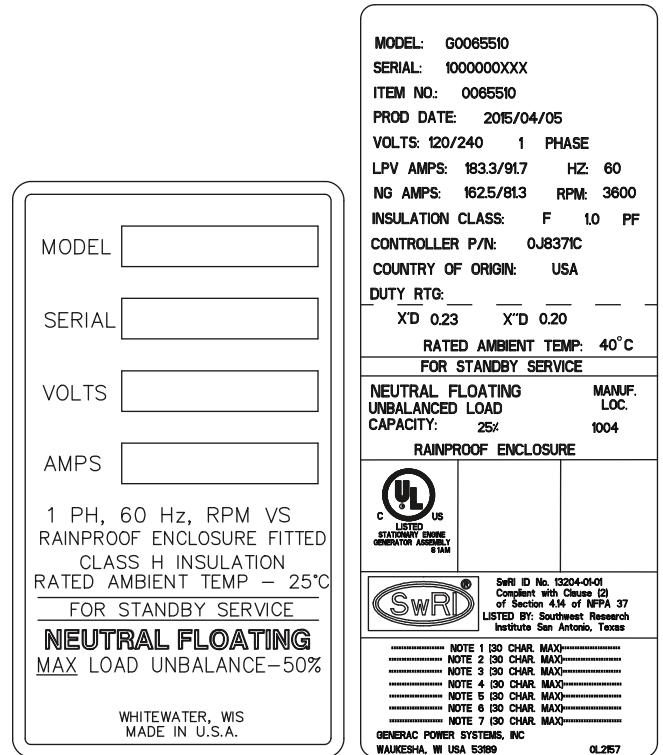 MODEL
SERIAL
VOLTS
AMPS
1 PH, 60 Hz, RPM VS
RAINPROOF ENCLOSURE FITTED
CLASS H INSULATION
RATED AMBIENT TEMP – 25°C
FOR STANDBY SERVICE
NEUTRAL FLOATING
MAX LOAD UNBALANCE–50%
WHITEWATER, WIS
MADE IN U.S.A.
MODEL: G0065510
SERIAL: 1000000XXX
ITEM NO.: 0065510
PROD DATE: 2015/04/05
VOLTS: 120/240 1 PHASE
LPV AMPS: 183.3/91.7 HZ: 60
NG AMPS: 162.5/81.3 RPM: 3600
INSULATION CLASS: F 1.0 PF
CONTROLLER P/N: 0J8371C
COUNTRY OF ORIGIN: USA
DUTY RTG:
X'D 0.23 X"D 0.20
RATED AMBIENT TEMP: 40°C
FOR STANDBY SERVICE
NEUTRAL FLOATING MANUF.
UNBALANCED LOAD LOC.
CAPACITY: 25% 1004
RAINPROOF ENCLOSURE
UL
C US
LISTED
STATIONARY ENGINE
GENERATOR ASSEMBLY
81AM
SwRI ®
SwRI ID No. 13204-01-01
Compliant with Clause (2)
of Section 4.14 of NFPA 37
LISTED BY: Southwest Research
Institute San Antonio, Texas
NOTE 1 (30 CHAR. MAX)
NOTE 2 (30 CHAR. MAX)
NOTE 3 (30 CHAR. MAX)
NOTE 4 (30 CHAR. MAX)
NOTE 5 (30 CHAR. MAX)
NOTE 6 (30 CHAR. MAX)
NOTE 7 (30 CHAR. MAX)
GENERAC POWER SYSTEMS, INC
WAUKESHA, WI USA 53189 0L2157